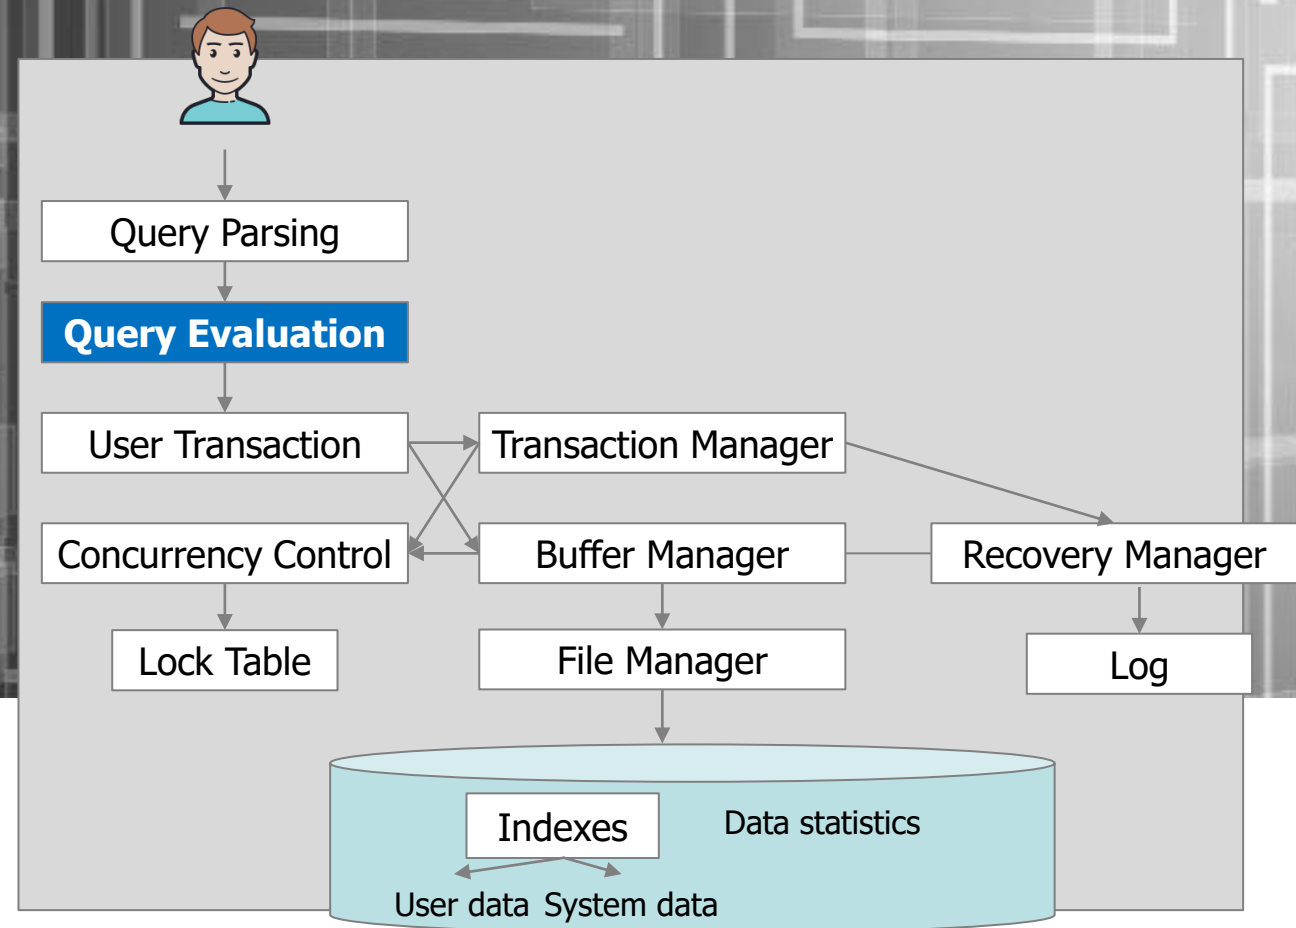 Query Parsing
Query Evaluation
User Transaction
Transaction Manager
Concurrency Control
Buffer Manager
Recovery Manager
Lock Table
File Manager
Log
Indexes
Data statistics
User data
System data